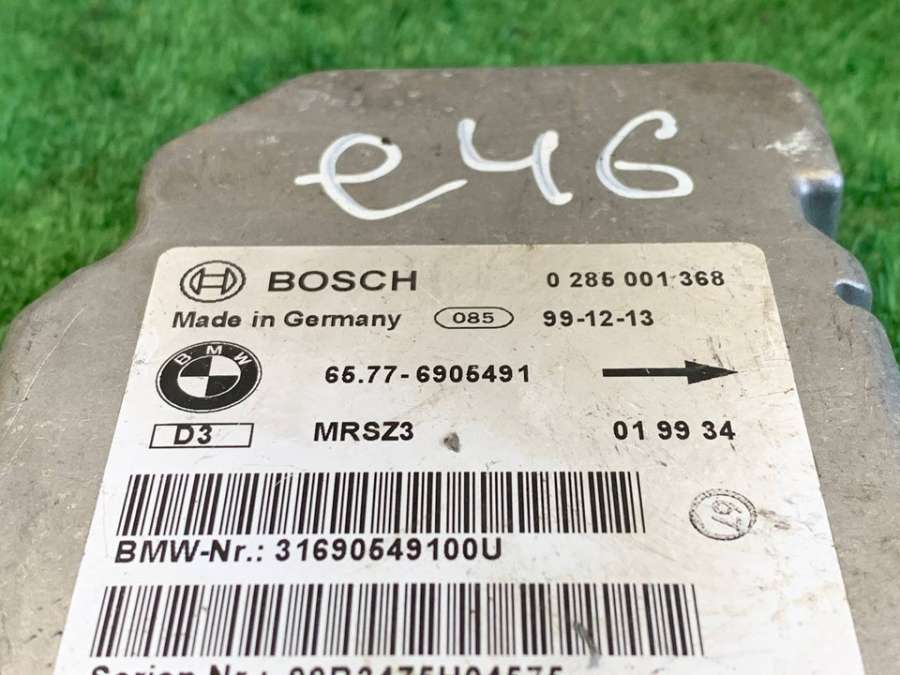 e46
BOSCH 0 285 001 368
Made in Germany 085 99-12-13
BMW
65.77-6905491
D3 MRSZ3 01 99 34
BMW-Nr.: 31690549100U